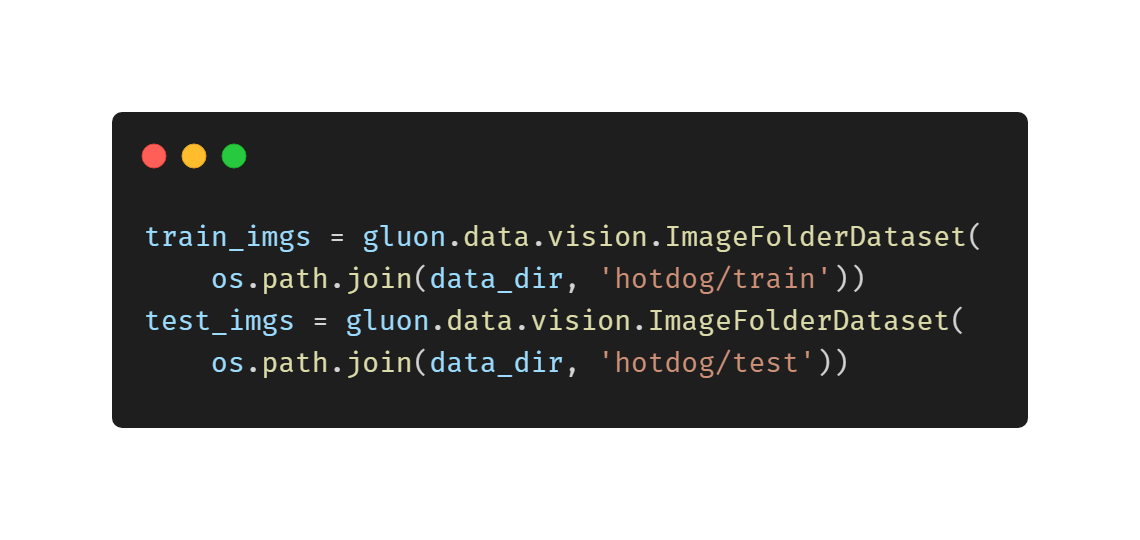 train_imgs = gluon.data.vision.ImageFolderDataset(
    os.path.join(data_dir, 'hotdog/train'))
test_imgs = gluon.data.vision.ImageFolderDataset(
    os.path.join(data_dir, 'hotdog/test'))